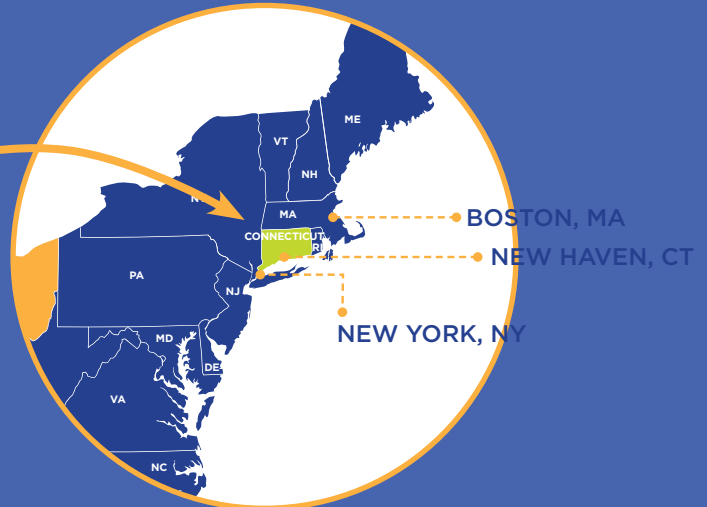 ME
VT
NH
MA
BOSTON, MA
CONNECTICUT
RI
NEW HAVEN, CT
PA
NJ
NEW YORK, NY
MD
DE
VA
NC